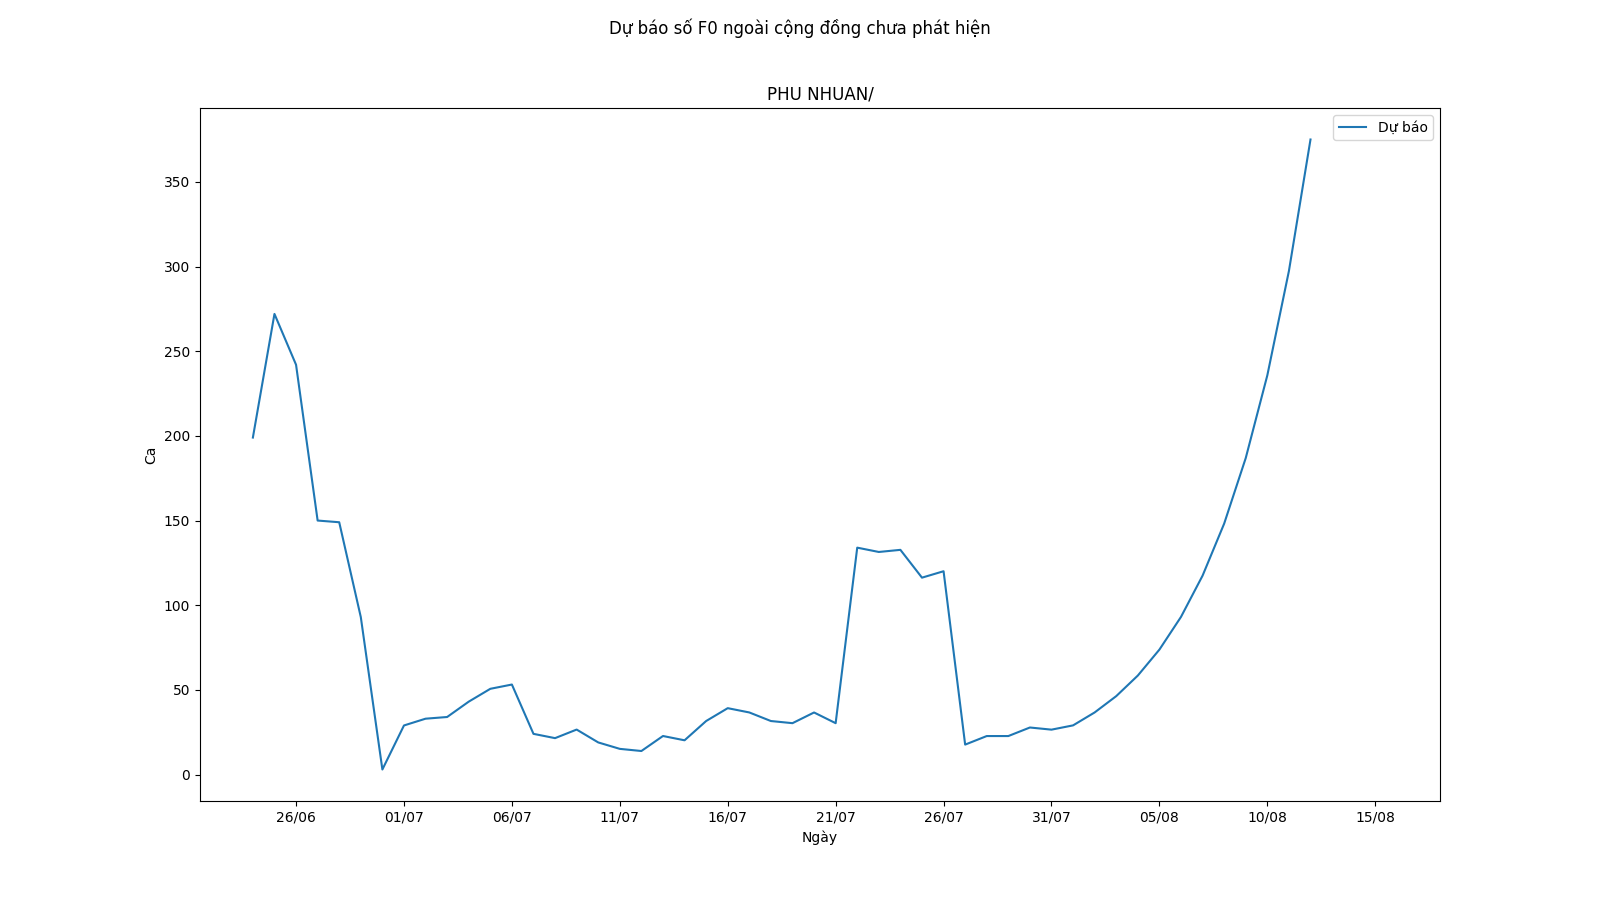 Dự báo số F0 ngoài cộng đồng chưa phát hiện
PHU NHUAN/
Dự báo
350
300
250
200
150
100
50
0
Ca
26/06 01/07 06/07 11/07 16/07 21/07 26/07 31/07 05/08 10/08 15/08
Ngày